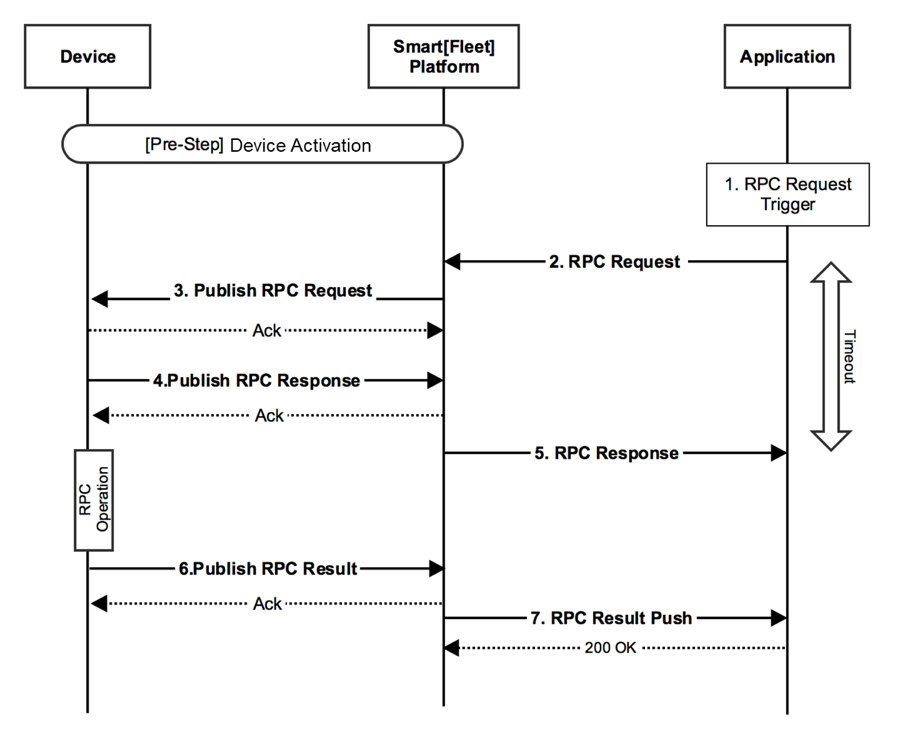 Device
Smart[Fleet]
Platform
Application
[Pre-Step] Device Activation
1. RPC Request
Trigger
2. RPC Request
3. Publish RPC Request
Ack
Timeout
4.Publish RPC Response
Ack
5. RPC Response
RPC
Operation
6.Publish RPC Result
Ack
7. RPC Result Push
200 OK